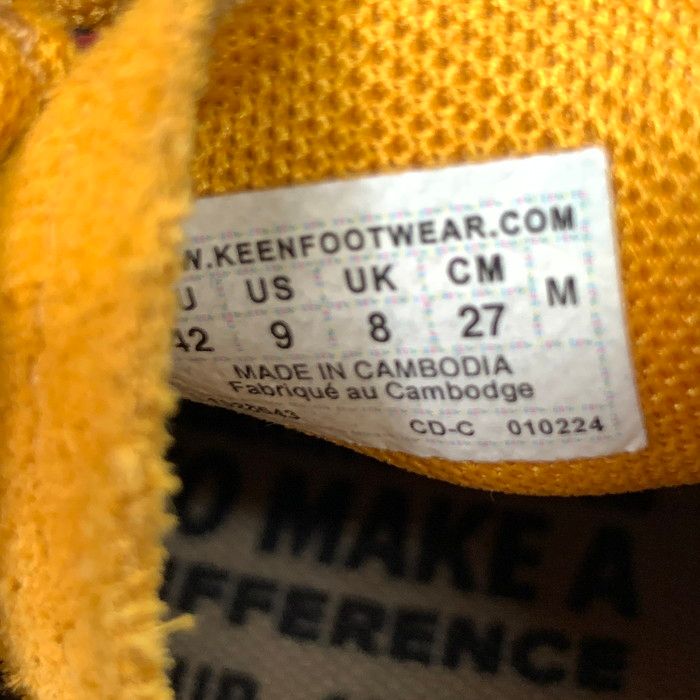 W.KEENFOOTWEAR.COM
U US UK CM M
42 9 8 27
MADE IN CAMBODIA
Fabriqué au Cambodge
CD-C 010224
O MAKE A
IFFERENCE